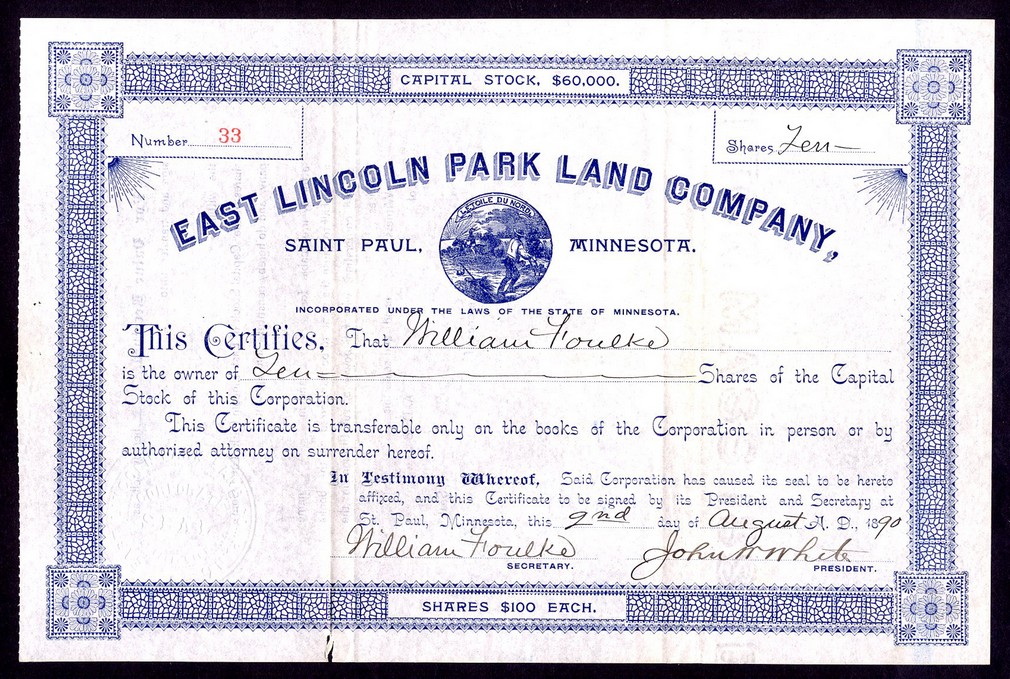 CAPITAL STOCK, $60,000.
Number 33
Shares Ten
EAST LINCOLN PARK LAND COMPANY,
L'ETOILE DU NORD
SAINT PAUL, MINNESOTA.
INCORPORATED UNDER THE LAWS OF THE STATE OF MINNESOTA.
This Certifies, That William Foulke
is the owner of Ten Shares of the Capital
Stock of this Corporation.
This Certificate is transferable only on the books of the Corporation in person or by
authorized attorney on surrender hereof.
In Testimony Whereof, Said Corporation has caused its seal to be hereto
affixed, and this Certificate to be signed by its President and Secretary at
St. Paul, Minnesota, this 2nd day of August A. D., 1890
William Foulke John W White
SECRETARY. PRESIDENT.
SHARES $100 EACH.